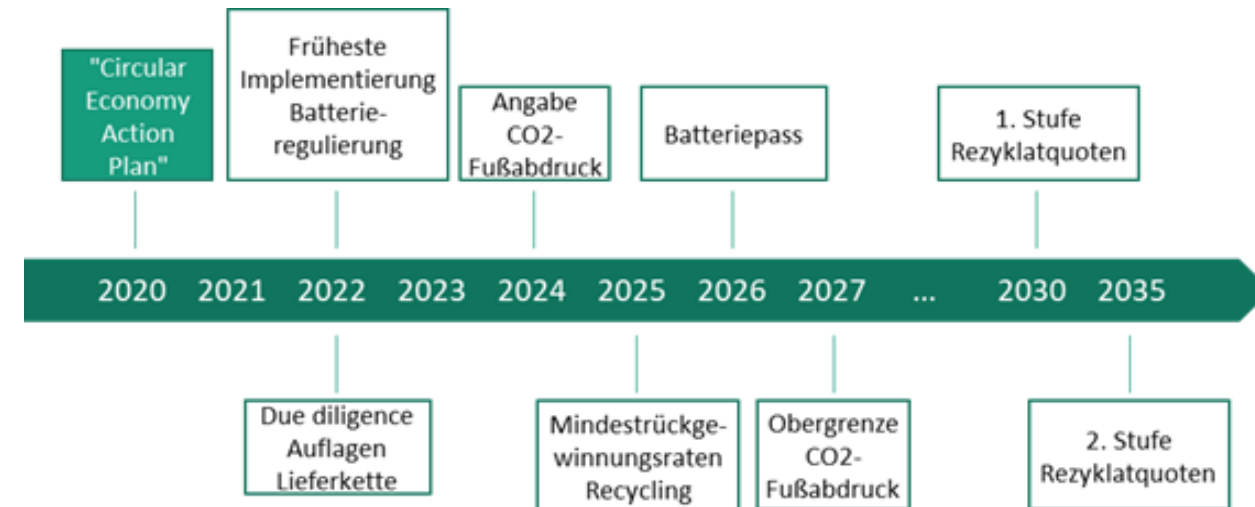 "Circular
Economy
Action
Plan"
Früheste
Implementierung
Batterie-
regulierung
Angabe
CO2-
Fußabdruck
Batteriepass
1. Stufe
Rezyklatquoten
2020 2021 2022 2023 2024 2025 2026 2027 ... 2030 2035
Due diligence
Auflagen
Lieferkette
Mindestrückge-
winnungsraten
Recycling
Obergrenze
CO2-
Fußabdruck
2. Stufe
Rezyklatquoten